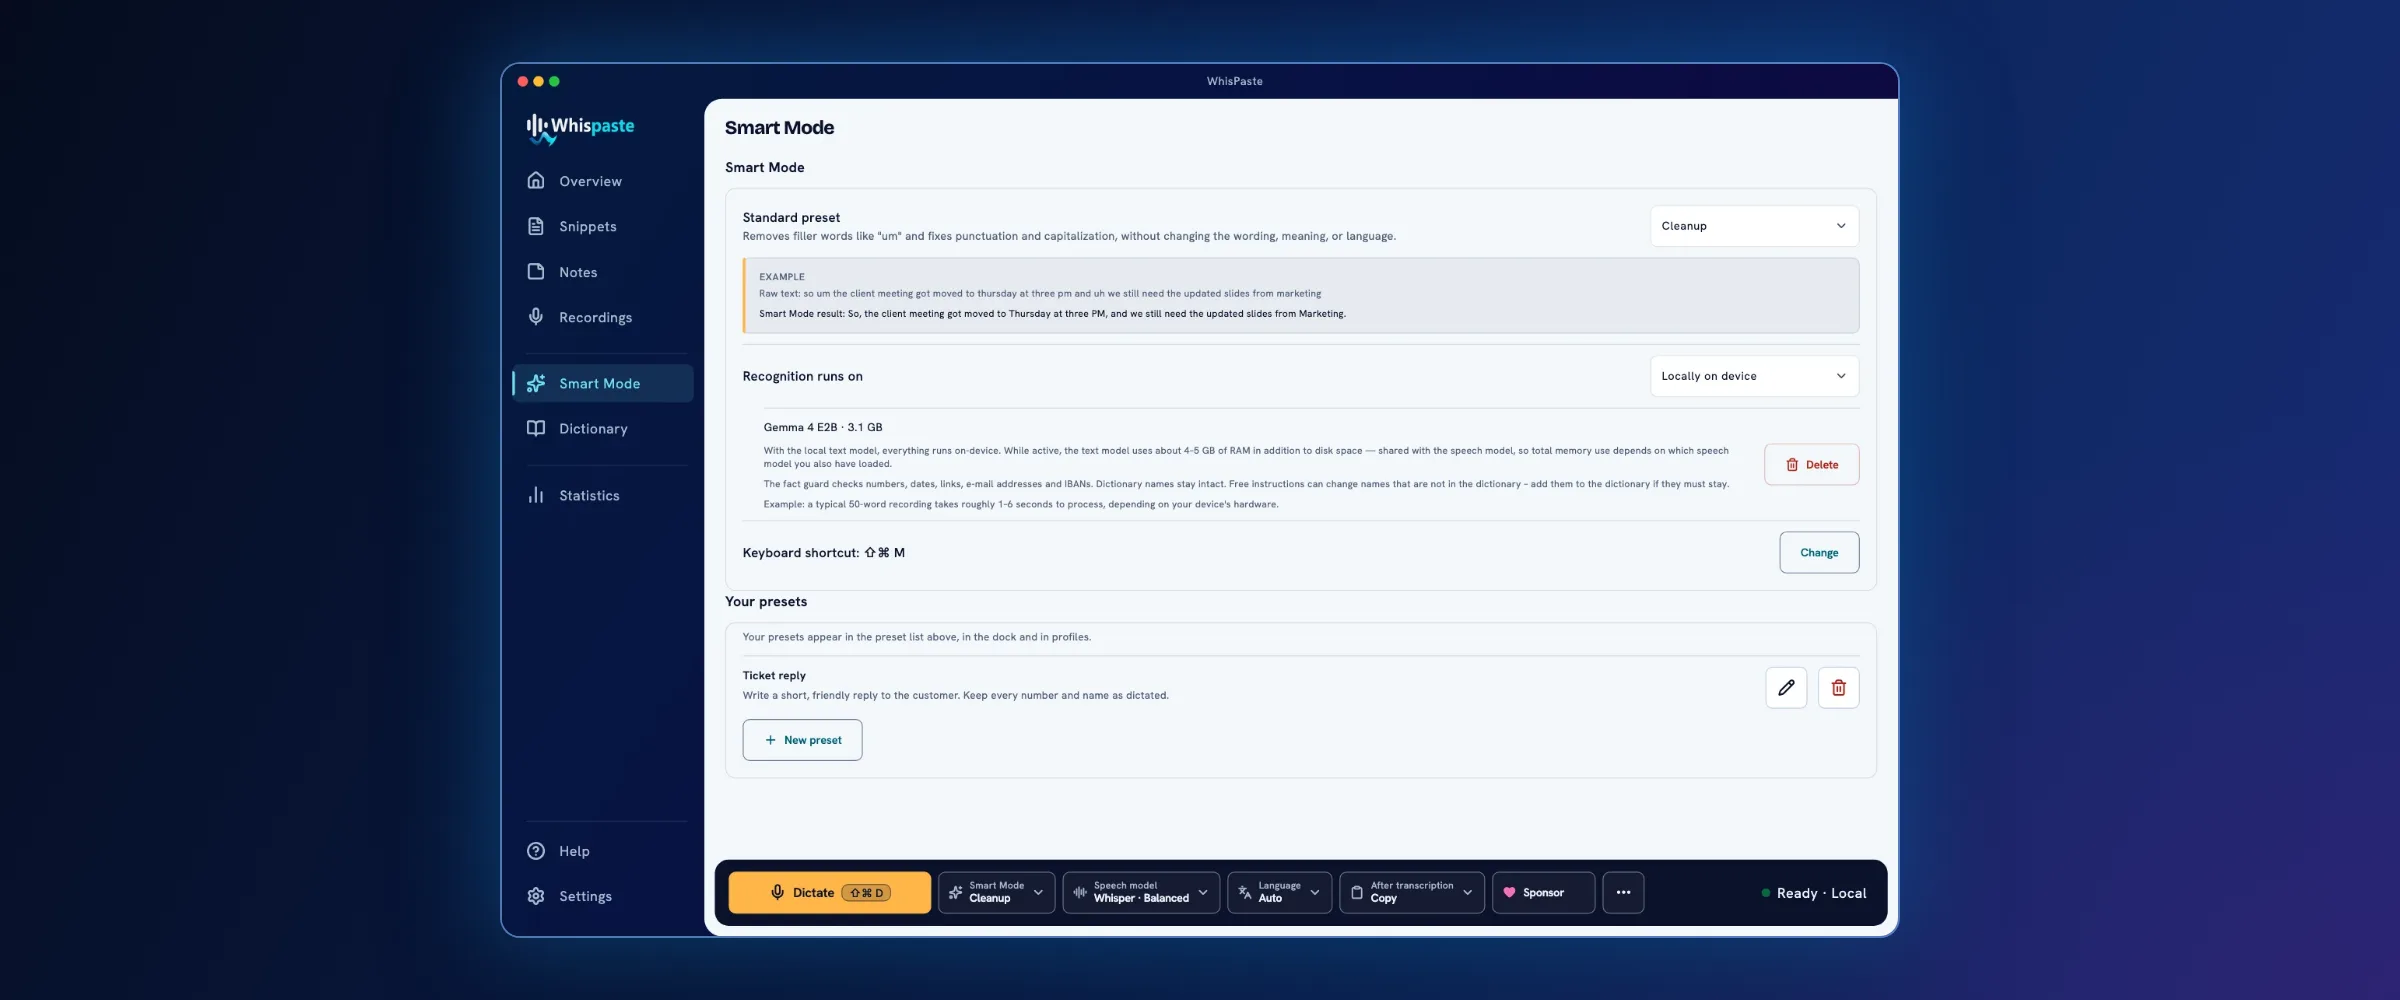 WhisPaste
Whispaste
Overview
Snippets
Notes
Recordings
Smart Mode
Dictionary
Statistics
Help
Settings
Smart Mode
Smart Mode
Standard preset
Removes filler words like "um" and fixes punctuation and capitalization, without changing the wording, meaning, or language.
Cleanup
EXAMPLE
Raw text: so um the client meeting got moved to thursday at three pm and uh we still need the updated slides from marketing
Smart Mode result: So, the client meeting got moved to Thursday at three PM, and we still need the updated slides from Marketing.
Recognition runs on
Locally on device
Gemma 4 E2B · 3.1 GB
With the local text model, everything runs on-device. While active, the text model uses about 4–5 GB of RAM in addition to disk space — shared with the speech model, so total memory use depends on which speech
model you also have loaded.
The fact guard checks numbers, dates, links, e-mail addresses and IBANs. Dictionary names stay intact. Free instructions can change names that are not in the dictionary – add them to the dictionary if they must stay.
Example: a typical 50-word recording takes roughly 1–6 seconds to process, depending on your device's hardware.
Delete
Keyboard shortcut: ⇧⌘ M
Change
Your presets
Your presets appear in the preset list above, in the dock and in profiles.
Ticket reply
Write a short, friendly reply to the customer. Keep every number and name as dictated.
+ New preset
Dictate ⇧⌘ D
Smart Mode
Cleanup
Speech model
Whisper · Balanced
Language
Auto
After transcription
Copy
Sponsor
Ready · Local